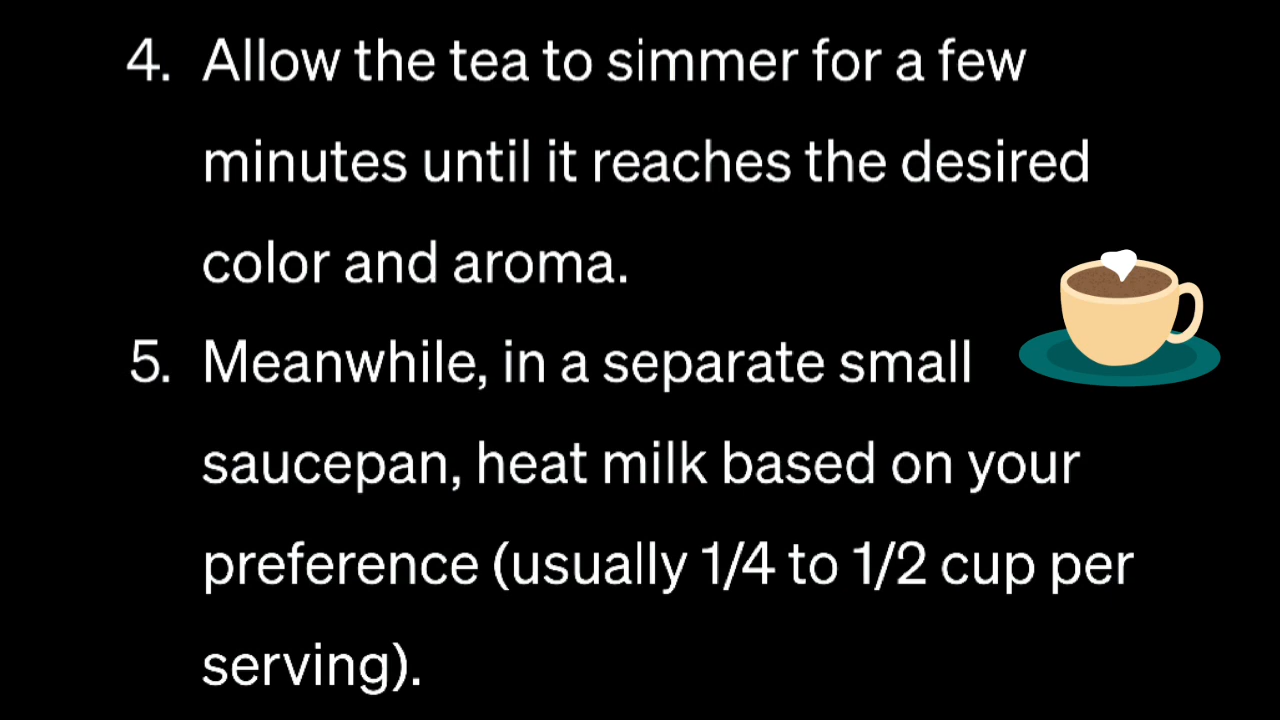 4. Allow the tea to simmer for a few
minutes until it reaches the desired
color and aroma.
5. Meanwhile, in a separate small
saucepan, heat milk based on your
preference (usually 1/4 to 1/2 cup per
serving).